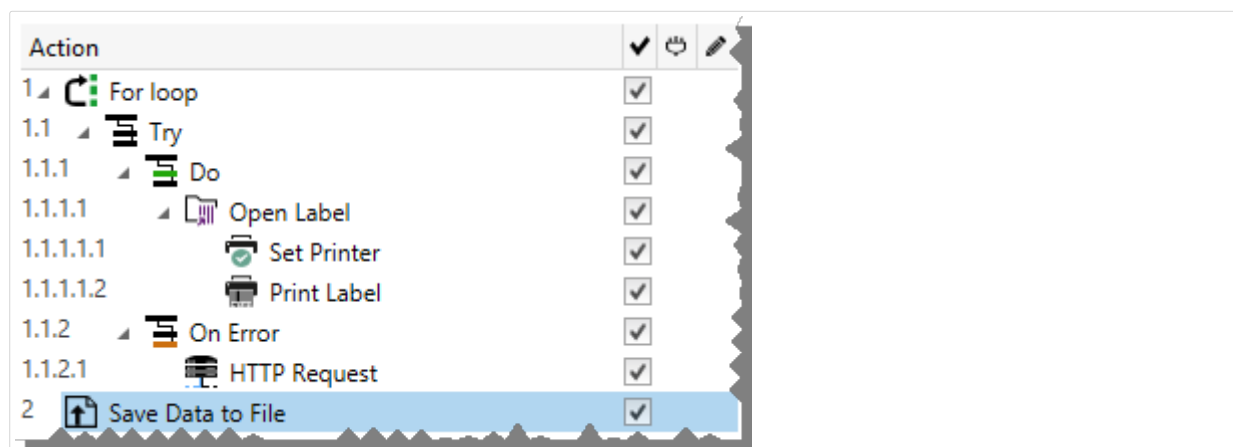 Action
1 For loop
1.1 Try
1.1.1 Do
1.1.1.1 Open Label
1.1.1.1.1 Set Printer
1.1.1.1.2 Print Label
1.1.2 On Error
1.1.2.1 HTTP Request
2 Save Data to File